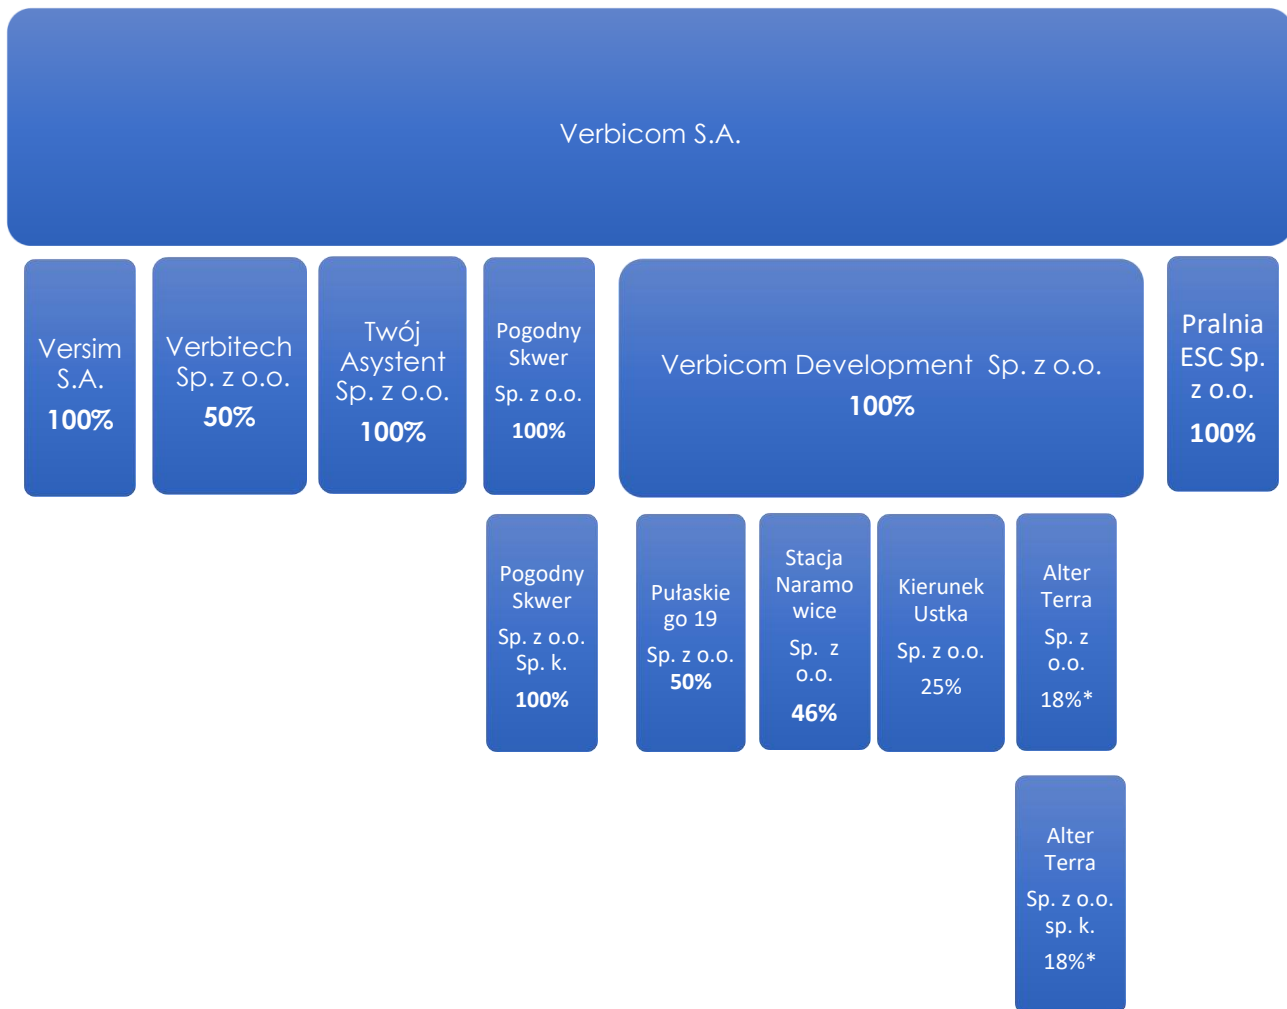 Verbicom S.A.
Versim
S.A.
100%
Verbitech
Sp. z o.o.
50%
Twój
Asystent
Sp. z o.o.
100%
Pogodny
Skwer
Sp. z o.o.
100%
Verbicom Development  Sp. z o.o.
100%
Pralnia
ESC Sp.
z o.o.
100%
Pogodny
Skwer
Sp. z o.o.
Sp. k.
100%
Pułaskie
go 19
Sp. z o.o.
50%
Stacja
Naramo
wice
Sp.  z
o.o.
46%
Kierunek
Ustka
Sp. z o.o.
25%
Alter
Terra
Sp. z
o.o.
18%*
Alter
Terra
Sp. z o.o.
sp. k.
18%*